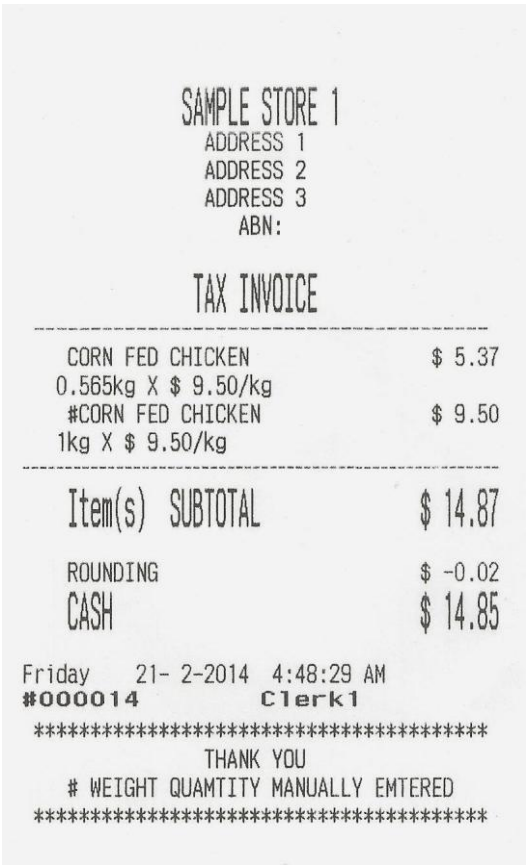 SAMPLE STORE 1
ADDRESS 1
ADDRESS 2
ADDRESS 3
ABN:
TAX INVOICE
CORN FED CHICKEN $ 5.37
0.565kg X $ 9.50/kg
#CORN FED CHICKEN $ 9.50
1kg X $ 9.50/kg
Item(s) SUBTOTAL $ 14.87
ROUNDING $ -0.02
CASH $ 14.85
Friday 21- 2-2014 4:48:29 AM
#000014 Clerk1
****************************************
THANK YOU
# WEIGHT QUAMTITY MANUALLY EMTERED
****************************************